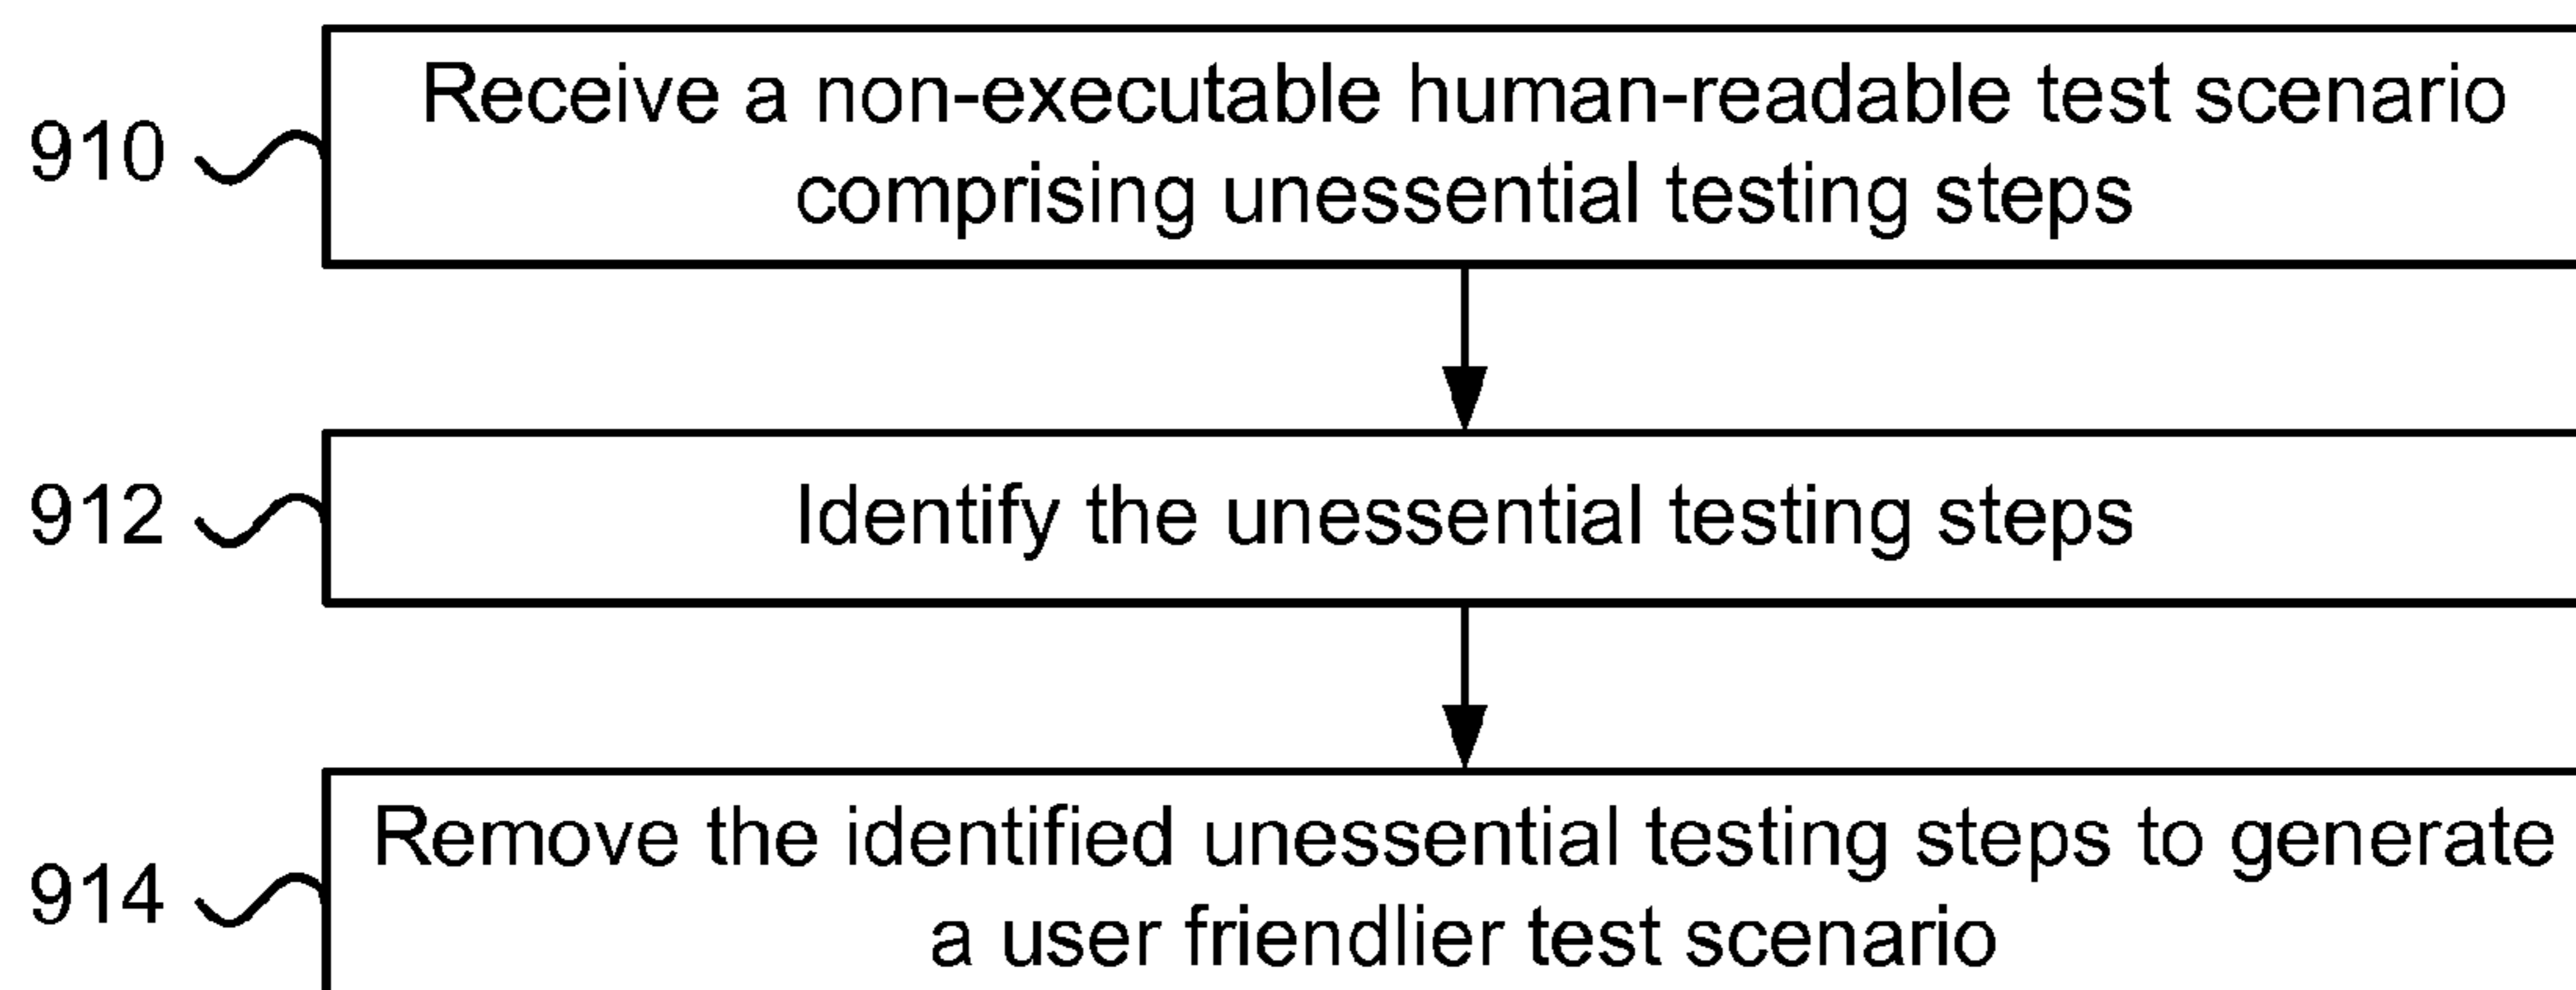 910
Receive a non-executable human-readable test scenario
comprising unessential testing steps
912
Identify the unessential testing steps
914
Remove the identified unessential testing steps to generate
a user friendlier test scenario